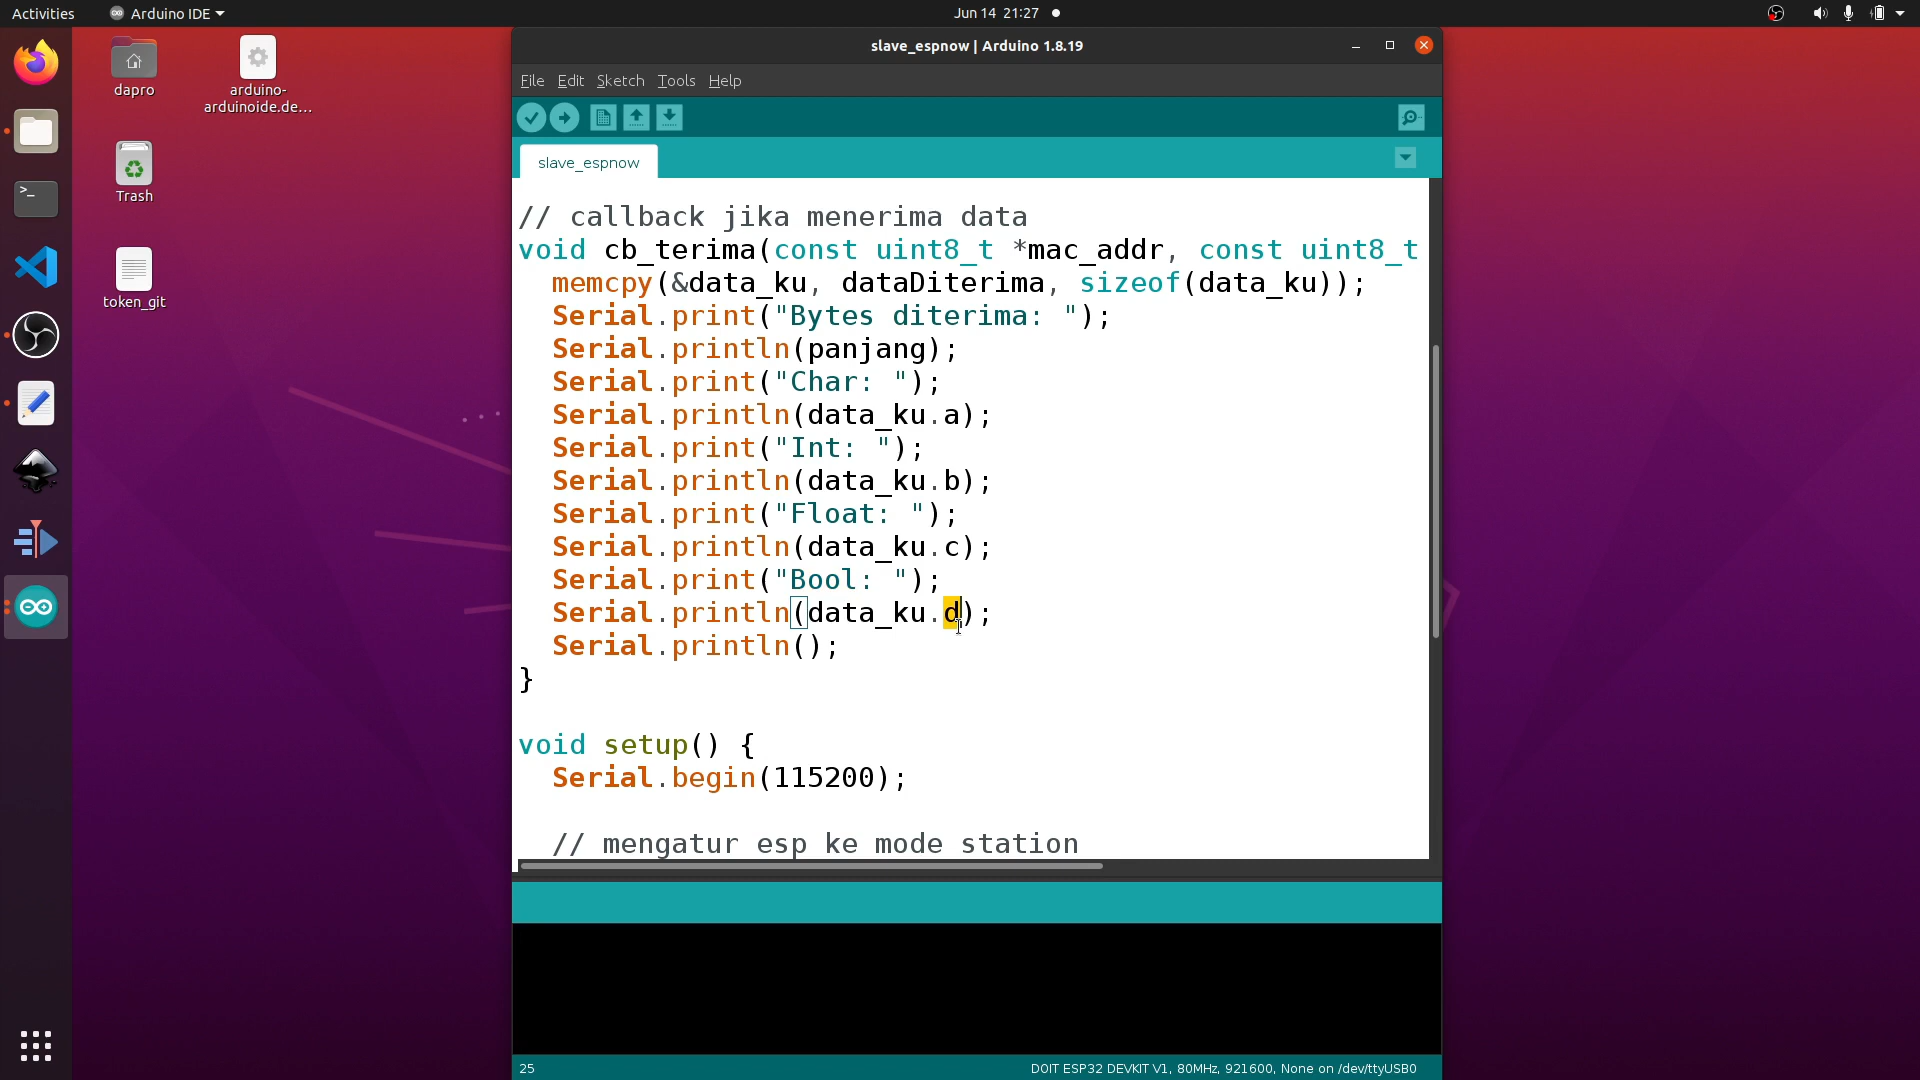 Activities
Arduino IDE
Jun 14 21:27
dapro
arduino-
arduinoide.de...
Trash
token_git
>_
slave_espnow | Arduino 1.8.19
File Edit Sketch Tools Help
slave_espnow
// callback jika menerima data
void cb_terima(const uint8_t *mac_addr, const uint8_t
memcpy(&data_ku, dataDiterima, sizeof(data_ku));
Serial.print("Bytes diterima: ");
Serial.println(panjang);
Serial.print("Char: ");
Serial.println(data_ku.a);
Serial.print("Int: ");
Serial.println(data_ku.b);
Serial.print("Float: ");
Serial.println(data_ku.c);
Serial.print("Bool: ");
Serial.println(data_ku.d);
Serial.println();
}
void setup() {
Serial.begin(115200);
// mengatur esp ke mode station
25
DOIT ESP32 DEVKIT V1, 80MHz, 921600, None on /dev/ttyUSB0